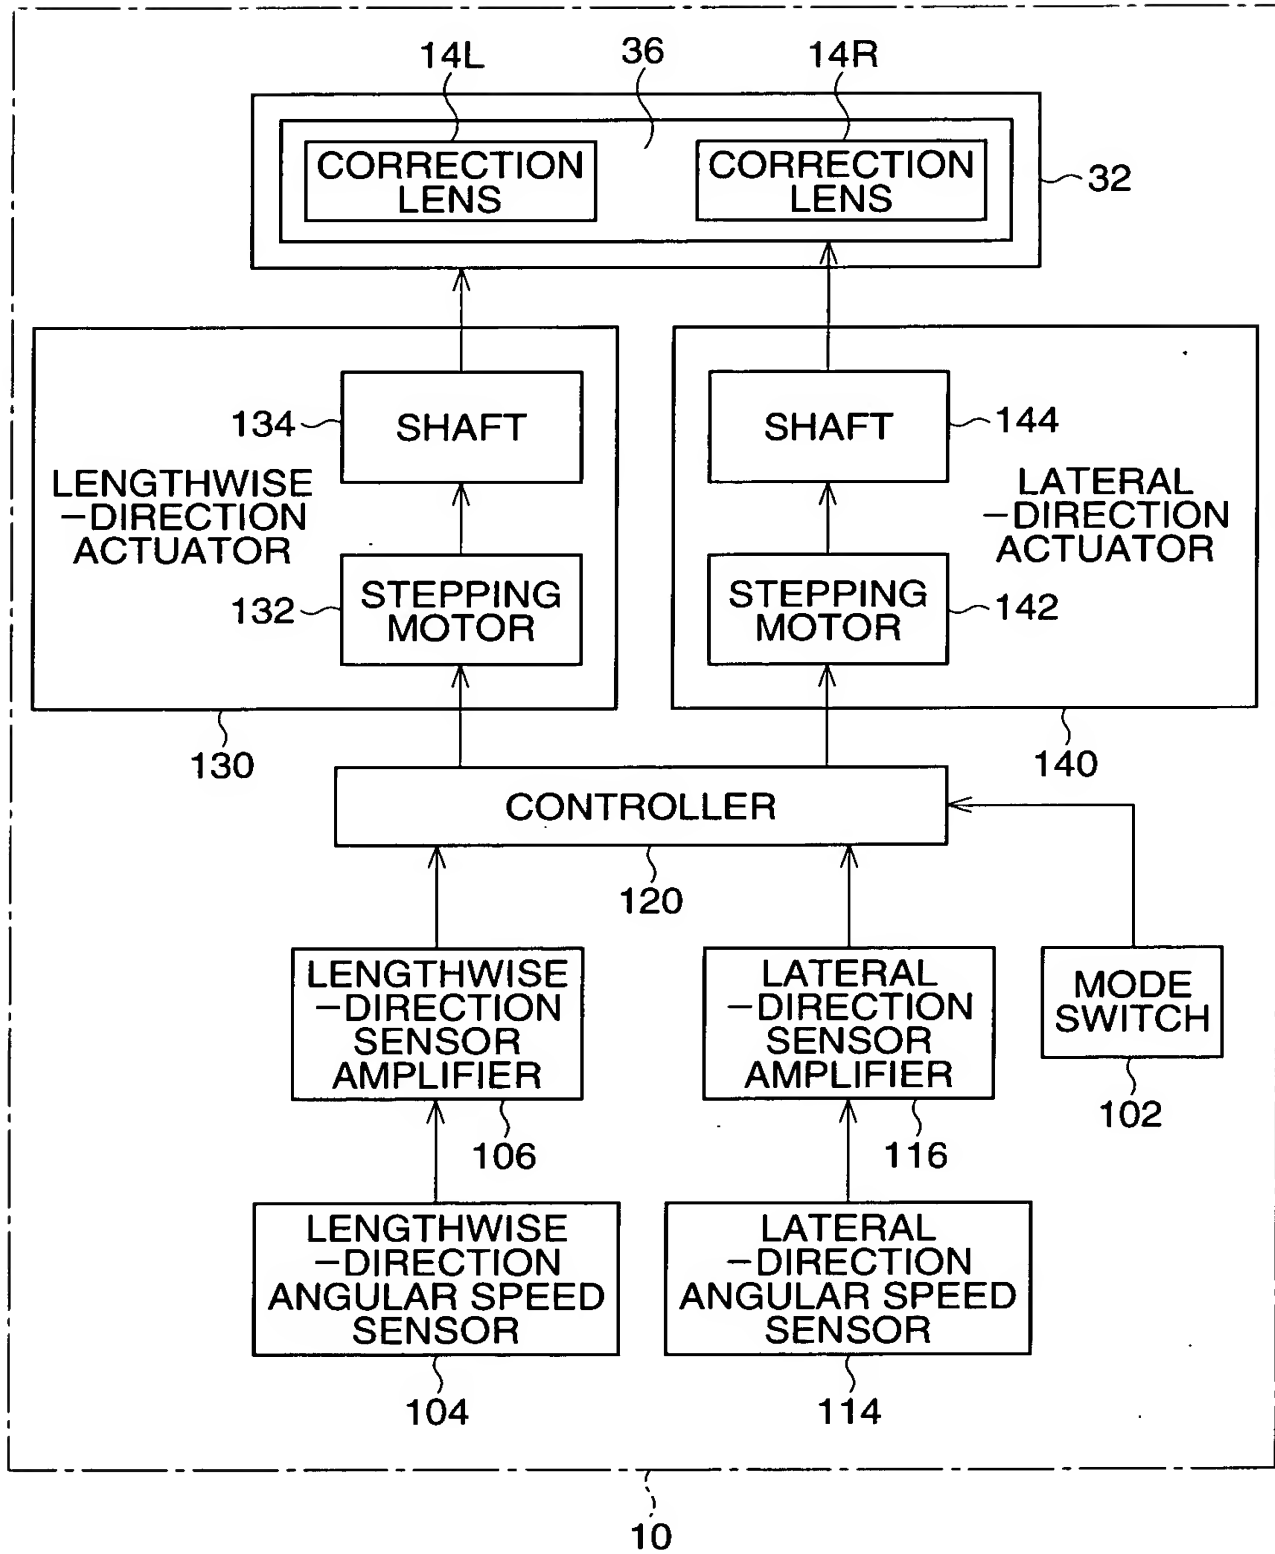 14L
36
14R
CORRECTION
LENS
CORRECTION
LENS
32
134
SHAFT
SHAFT
144
LENGTHWISE
-DIRECTION
ACTUATOR
LATERAL
-DIRECTION
ACTUATOR
132
STEPPING
MOTOR
STEPPING
MOTOR
142
130
140
CONTROLLER
120
LENGTHWISE
-DIRECTION
SENSOR
AMPLIFIER
LATERAL
-DIRECTION
SENSOR
AMPLIFIER
MODE
SWITCH
102
106
116
LENGTHWISE
-DIRECTION
ANGULAR SPEED
SENSOR
LATERAL
-DIRECTION
ANGULAR SPEED
SENSOR
104
114
10